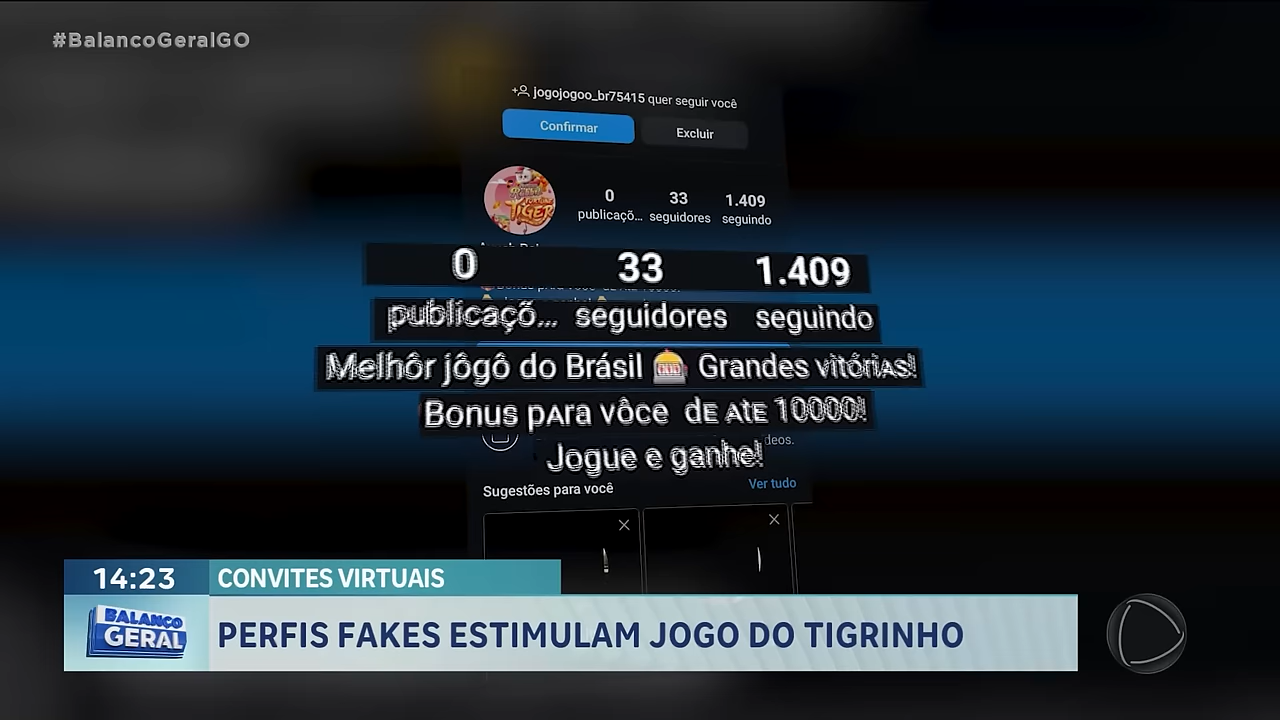 #BalancoGeralGO
jogojogoo_br75415 quer seguir você
Confirmar Excluir
TIGER
0 33 1.409
publicaçõ... seguidores seguindo
0 33 1.409
publicaçõ... seguidores seguindo
Melhôr jôgô do Brásil 🎰 Grandes vitórias!
Bonus pARA vôce de Ate 10000!
Jogue e ganhe!
Sugestões para você Ver tudo
14:23 CONVITES VIRTUAIS
BALANÇO GERAL
PERFIS FAKES ESTIMULAM JOGO DO TIGRINHO